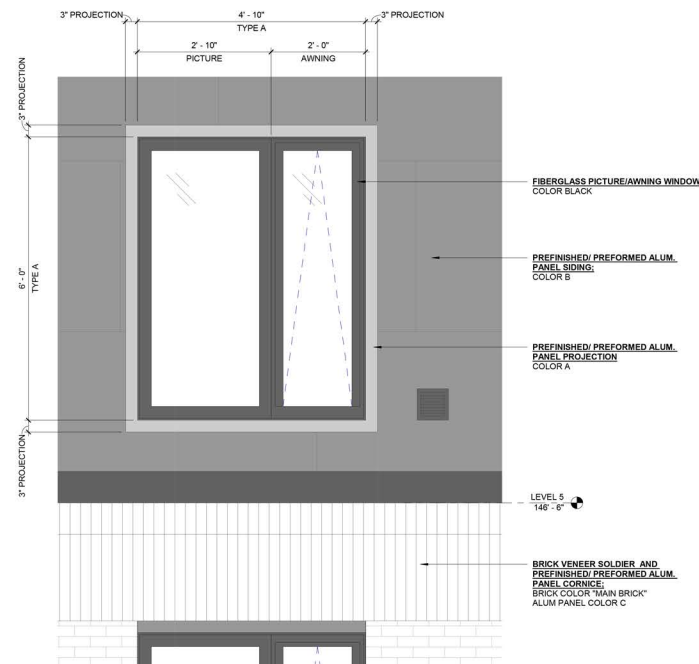 3" PROJECTION
4' - 10"
3" PROJECTION
TYPE A
2' - 10"
2' - 0"
PICTURE
AWNING
3" PROJECTION
6' - 0"
TYPE A
3" PROJECTION
FIBERGLASS PICTURE/AWNING WINDOW
COLOR BLACK
PREFINISHED/ PREFORMED ALUM.
PANEL SIDING;
COLOR B
PREFINISHED/ PREFORMED ALUM.
PANEL PROJECTION
COLOR A
LEVEL 5
146' - 6"
BRICK VENEER SOLDIER AND
PREFINISHED/ PREFORMED ALUM.
PANEL CORNICE;
BRICK COLOR "MAIN BRICK"
ALUM PANEL COLOR C